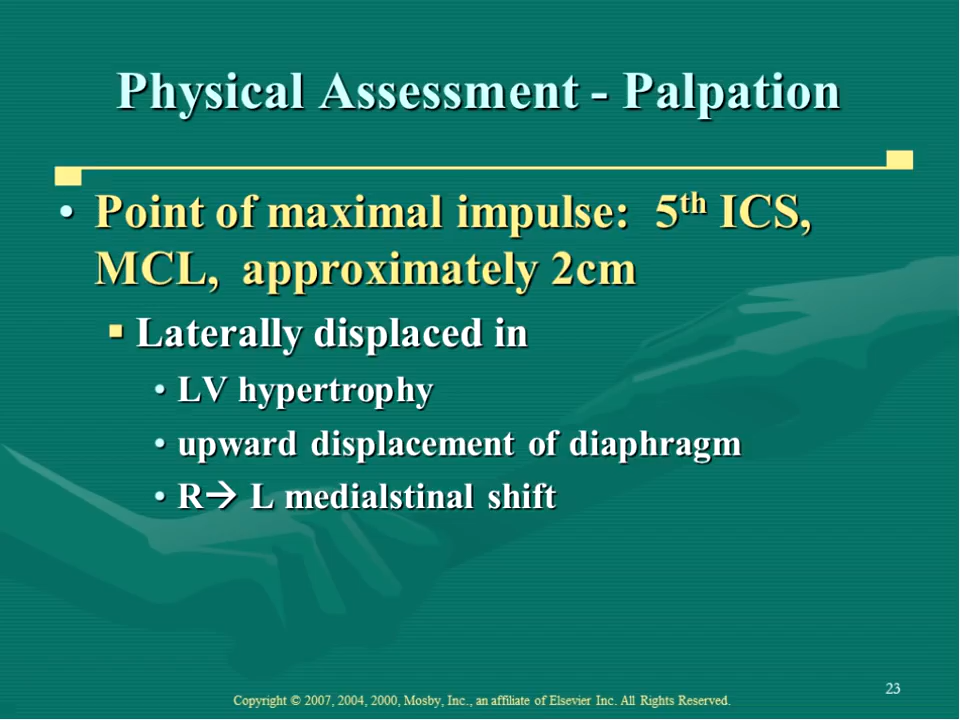 Physical Assessment - Palpation
• Point of maximal impulse: 5th ICS,
MCL, approximately 2cm
▪ Laterally displaced in
• LV hypertrophy
• upward displacement of diaphragm
• R→ L medialstinal shift
23
Copyright © 2007, 2004, 2000, Mosby, Inc., an affiliate of Elsevier Inc. All Rights Reserved.